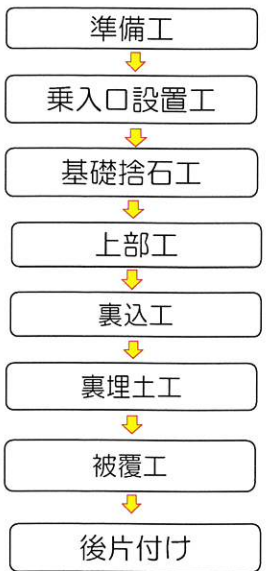 準備工
乗入口設置工
基礎捨石工
上部工
裏込工
裏埋土工
被覆工
後片付け